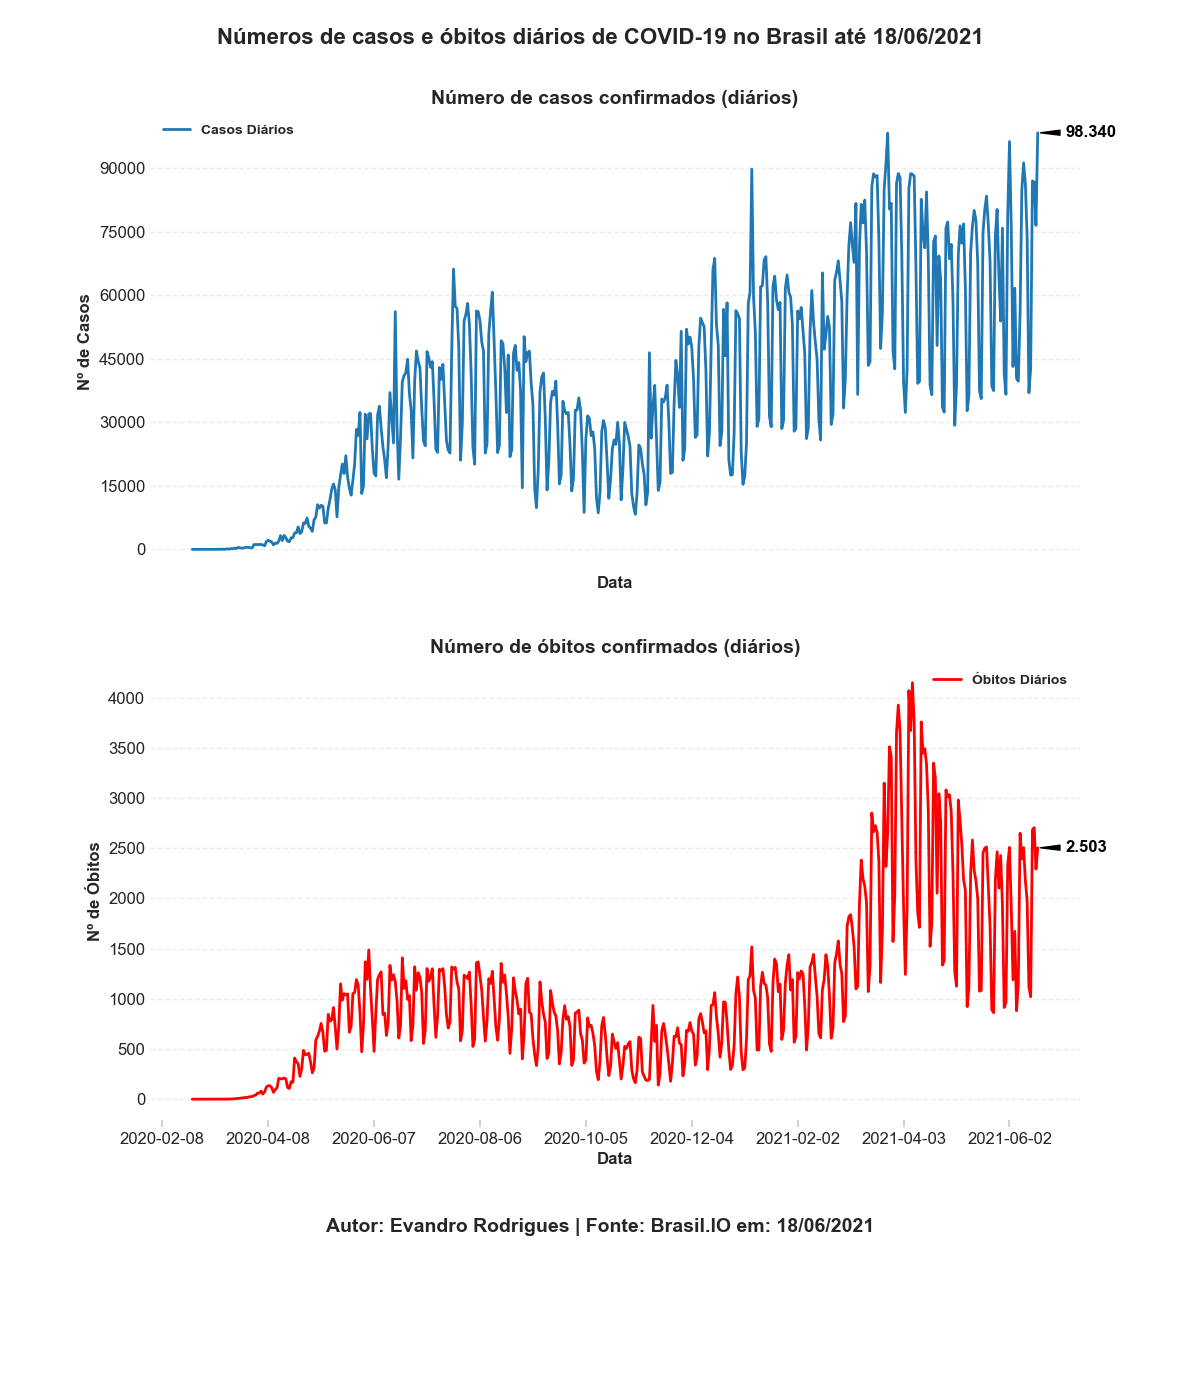 Números de casos e óbitos diários de COVID-19 no Brasil até 18/06/2021
Número de casos confirmados (diários)
Casos Diários
98.340
90000
75000
60000
45000
30000
15000
0
Nº de Casos
Data
Número de óbitos confirmados (diários)
Óbitos Diários
4000
3500
3000
2500
2.503
2000
1500
1000
500
0
Nº de Óbitos
2020-02-08 2020-04-08 2020-06-07 2020-08-06 2020-10-05 2020-12-04 2021-02-02 2021-04-03 2021-06-02
Data
Autor: Evandro Rodrigues | Fonte: Brasil.IO em: 18/06/2021